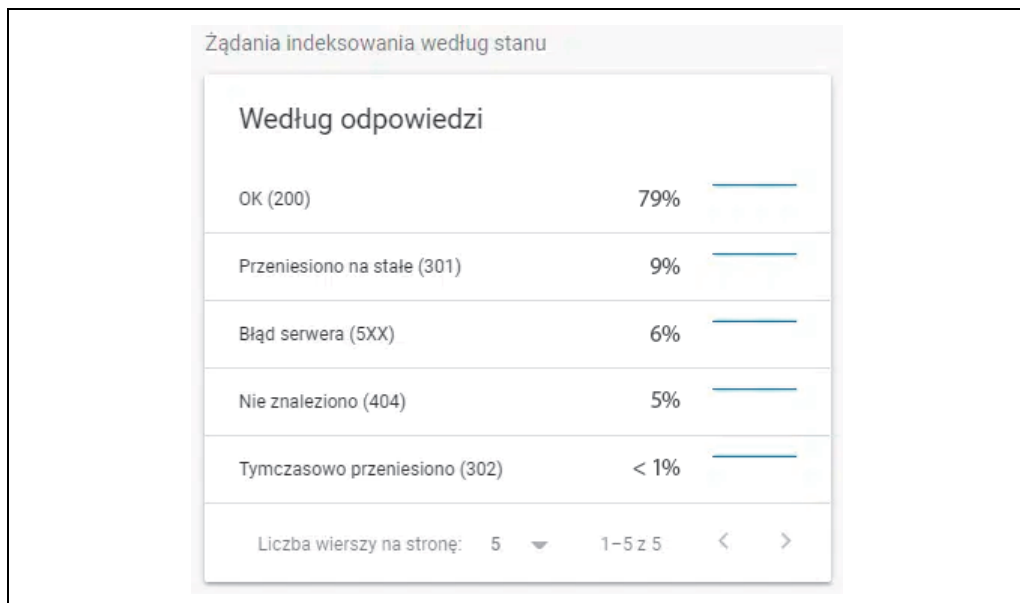 Żądania indeksowania według stanu
Według odpowiedzi
OK (200) 79%
Przeniesiono na stałe (301) 9%
Błąd serwera (5XX) 6%
Nie znaleziono (404) 5%
Tymczasowo przeniesiono (302) < 1%
Liczba wierszy na stronę: 5 1–5 z 5